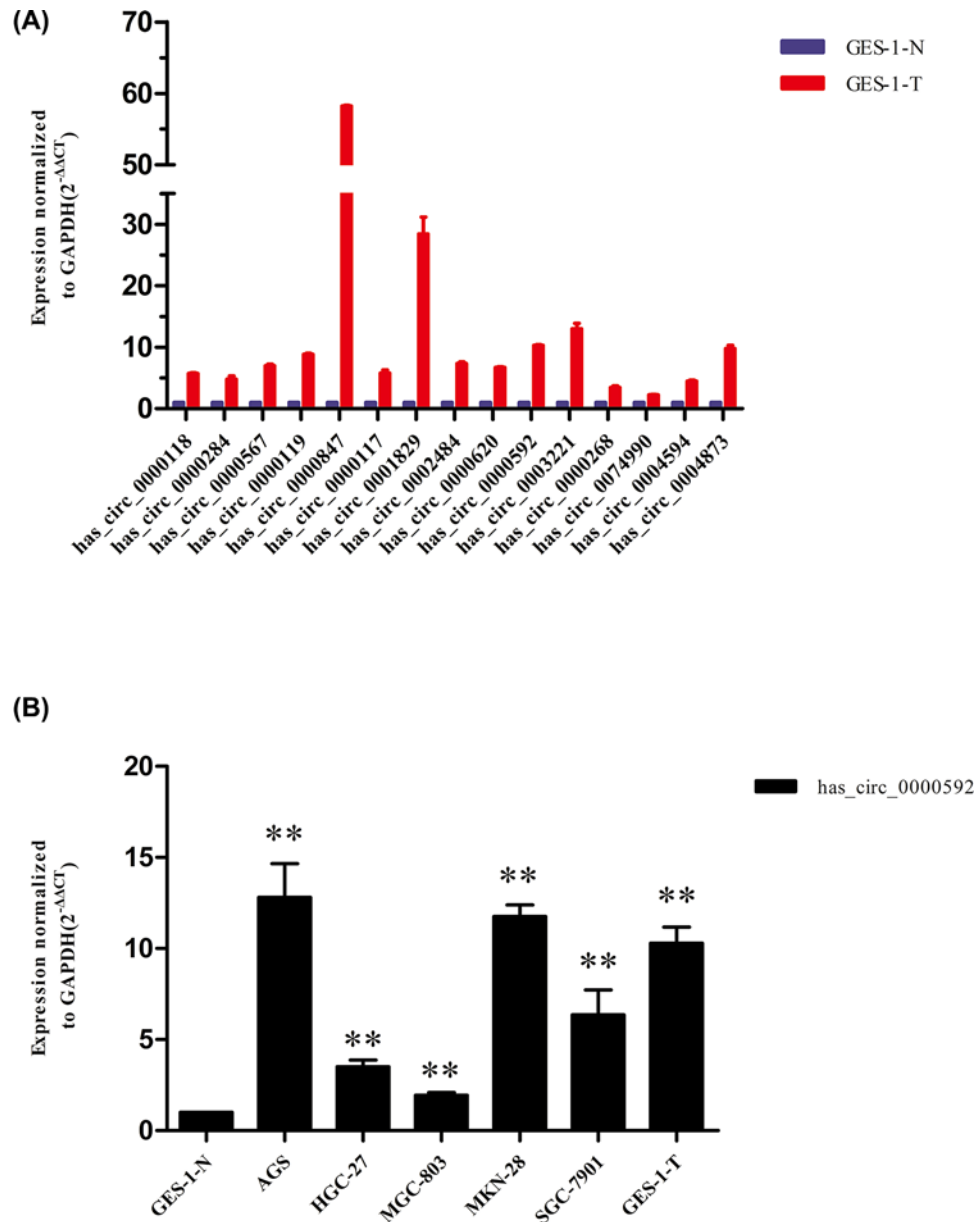 (A)
70
60
50
30
20
10
0
Expression normalized
to GAPDH(2-ΔΔCT)
GES-1-N
GES-1-T
has_circ_0000118
has_circ_0000284
has_circ_0000567
has_circ_0000119
has_circ_0000847
has_circ_0000117
has_circ_0001829
has_circ_0002484
has_circ_0000620
has_circ_0000592
has_circ_0003221
has_circ_0000268
has_circ_0074990
has_circ_0004594
has_circ_0004873
(B)
20
15
10
5
0
Expression normalized
to GAPDH(2-ΔΔCT)
**
**
**
**
**
**
has_circ_0000592
GES-1-N
AGS
HGC-27
MGC-803
MKN-28
SGC-7901
GES-1-T